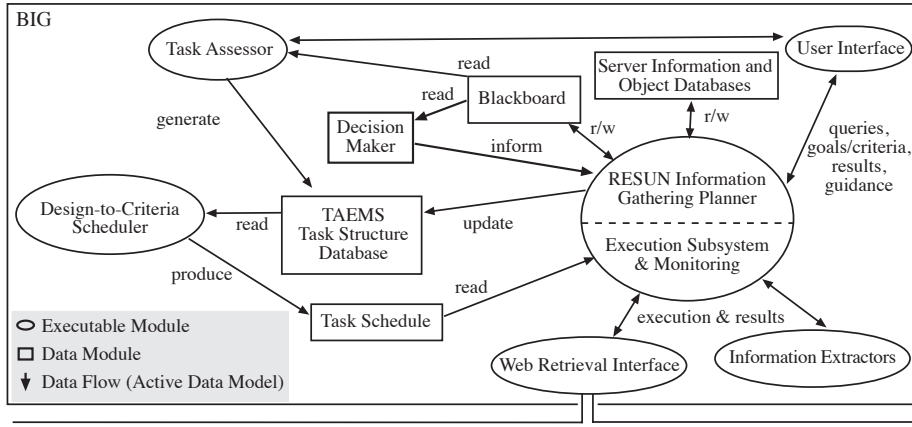 BIG
Task Assessor
User Interface
read
Server Information and
Object Databases
read
Blackboard
generate
Decision
Maker
r/w
r/w
queries,
goals/criteria,
results,
guidance
inform
RESUN Information
Gathering Planner
Design-to-Criteria
Scheduler
read
TAEMS
Task Structure
Database
update
Execution Subsystem
& Monitoring
produce
read
Task Schedule
execution & results
Executable Module
Data Module
Data Flow (Active Data Model)
Web Retrieval Interface
Information Extractors